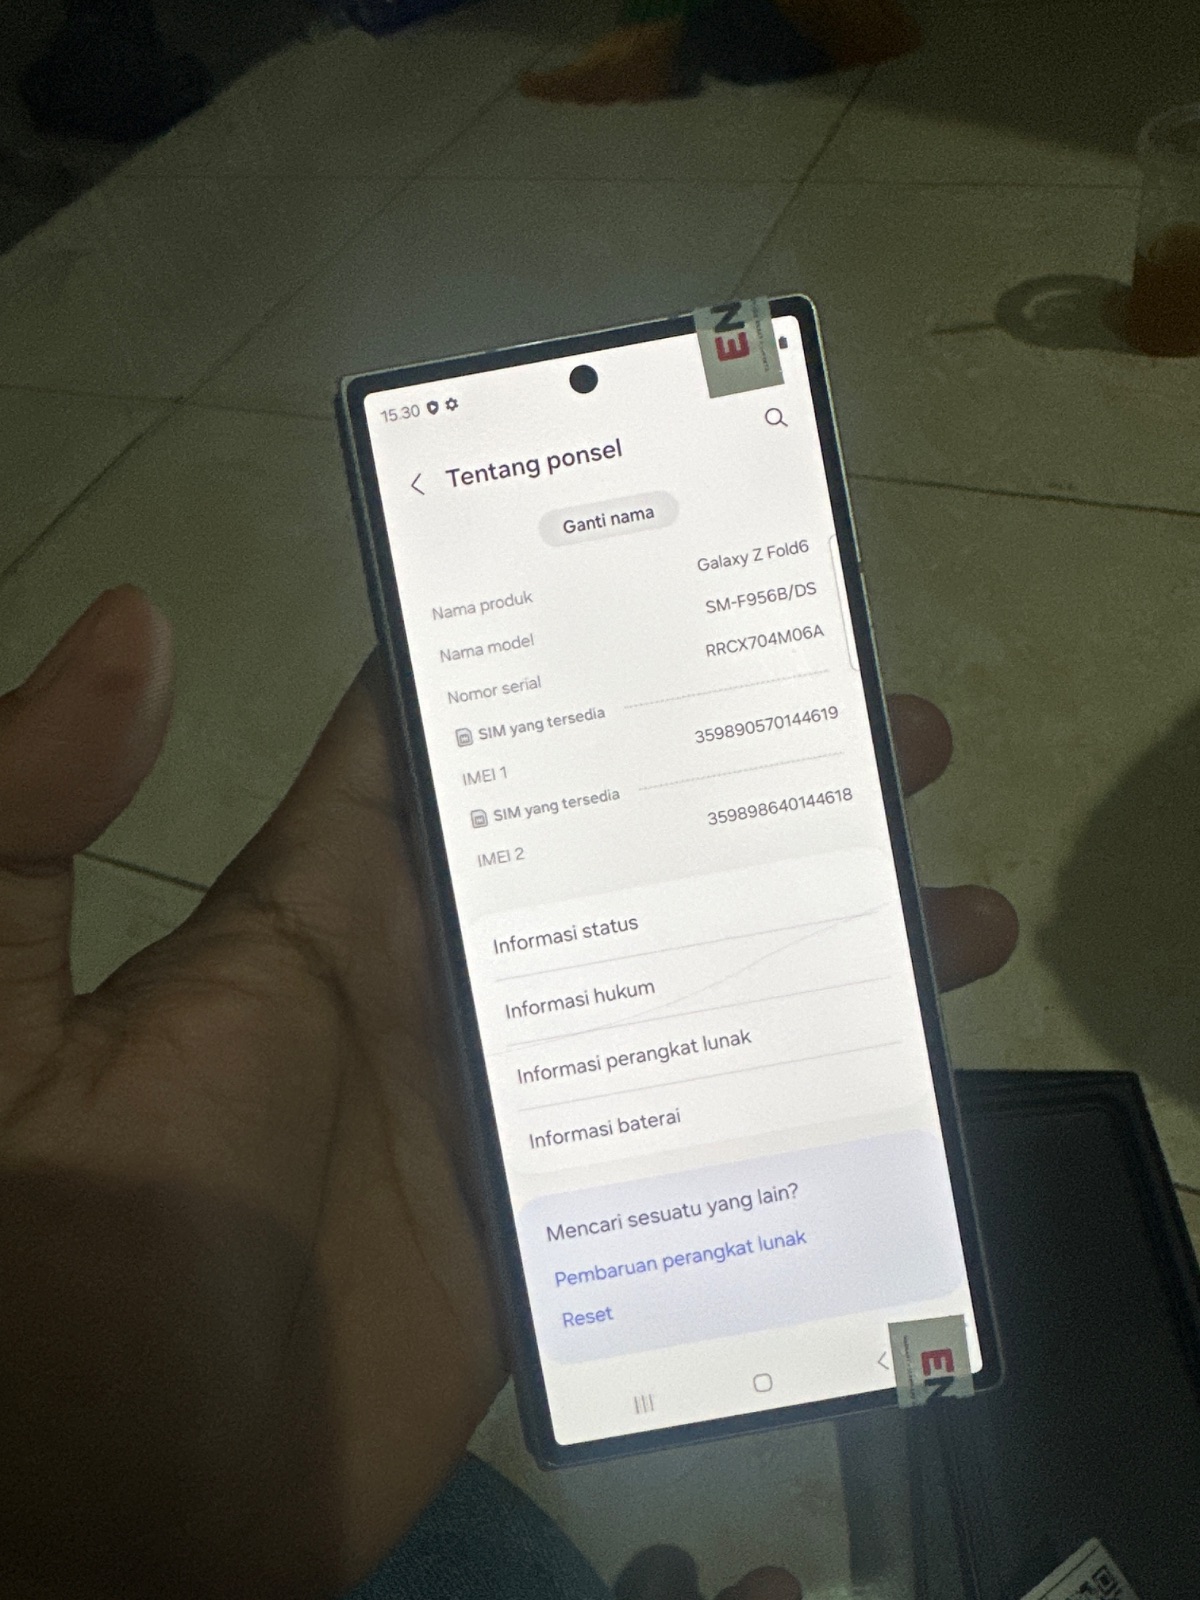 EN
15.30
Tentang ponsel
Ganti nama
Nama produk Galaxy Z Fold6
Nama model SM-F956B/DS
Nomor serial RRCX704M06A
SIM yang tersedia
IMEI 1 359890570144619
SIM yang tersedia
IMEI 2 359898640144618
Informasi status
Informasi hukum
Informasi perangkat lunak
Informasi baterai
Mencari sesuatu yang lain?
Pembaruan perangkat lunak
Reset
EN